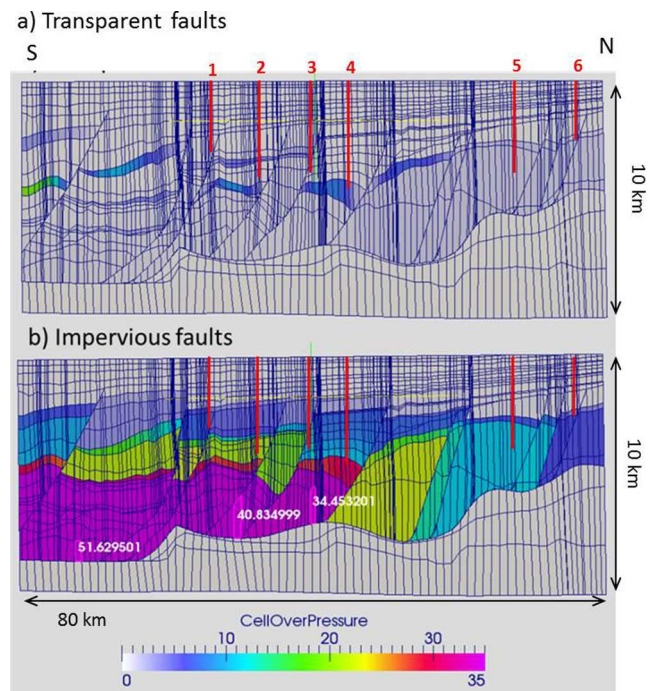 a) Transparent faults
S N
1 2 3 4 5 6
10 km
b) Impervious faults
10 km
34.453201
40.834999
51.629501
80 km
CellOverPressure
10 20 30
0 35